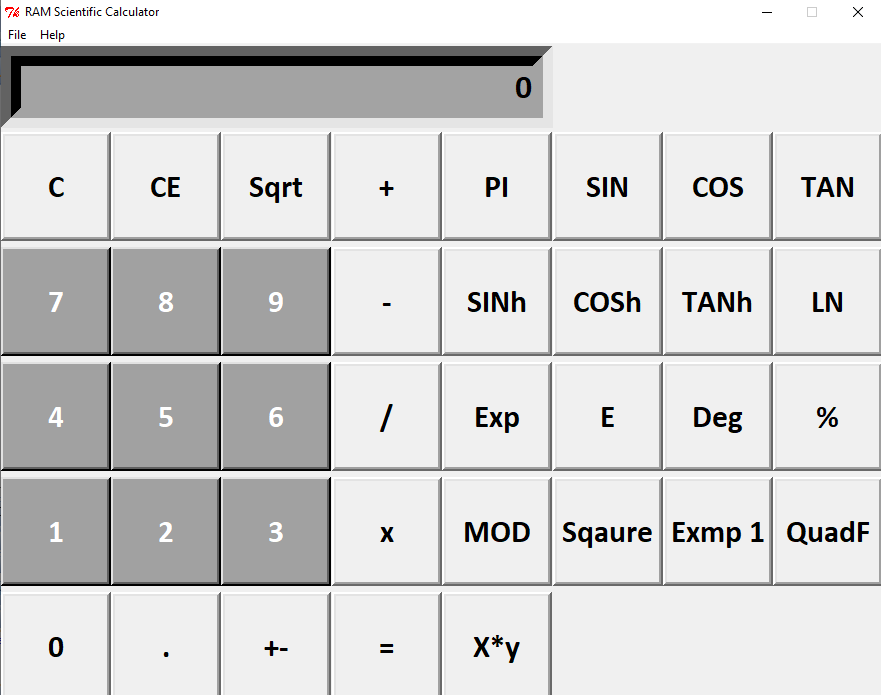 RAM Scientific Calculator
File Help
0
C CE Sqrt + PI SIN COS TAN
7 8 9 - SINh COSh TANh LN
4 5 6 / Exp E Deg %
1 2 3 x MOD Sqaure Exmp 1 QuadF
0 . +- = X*y